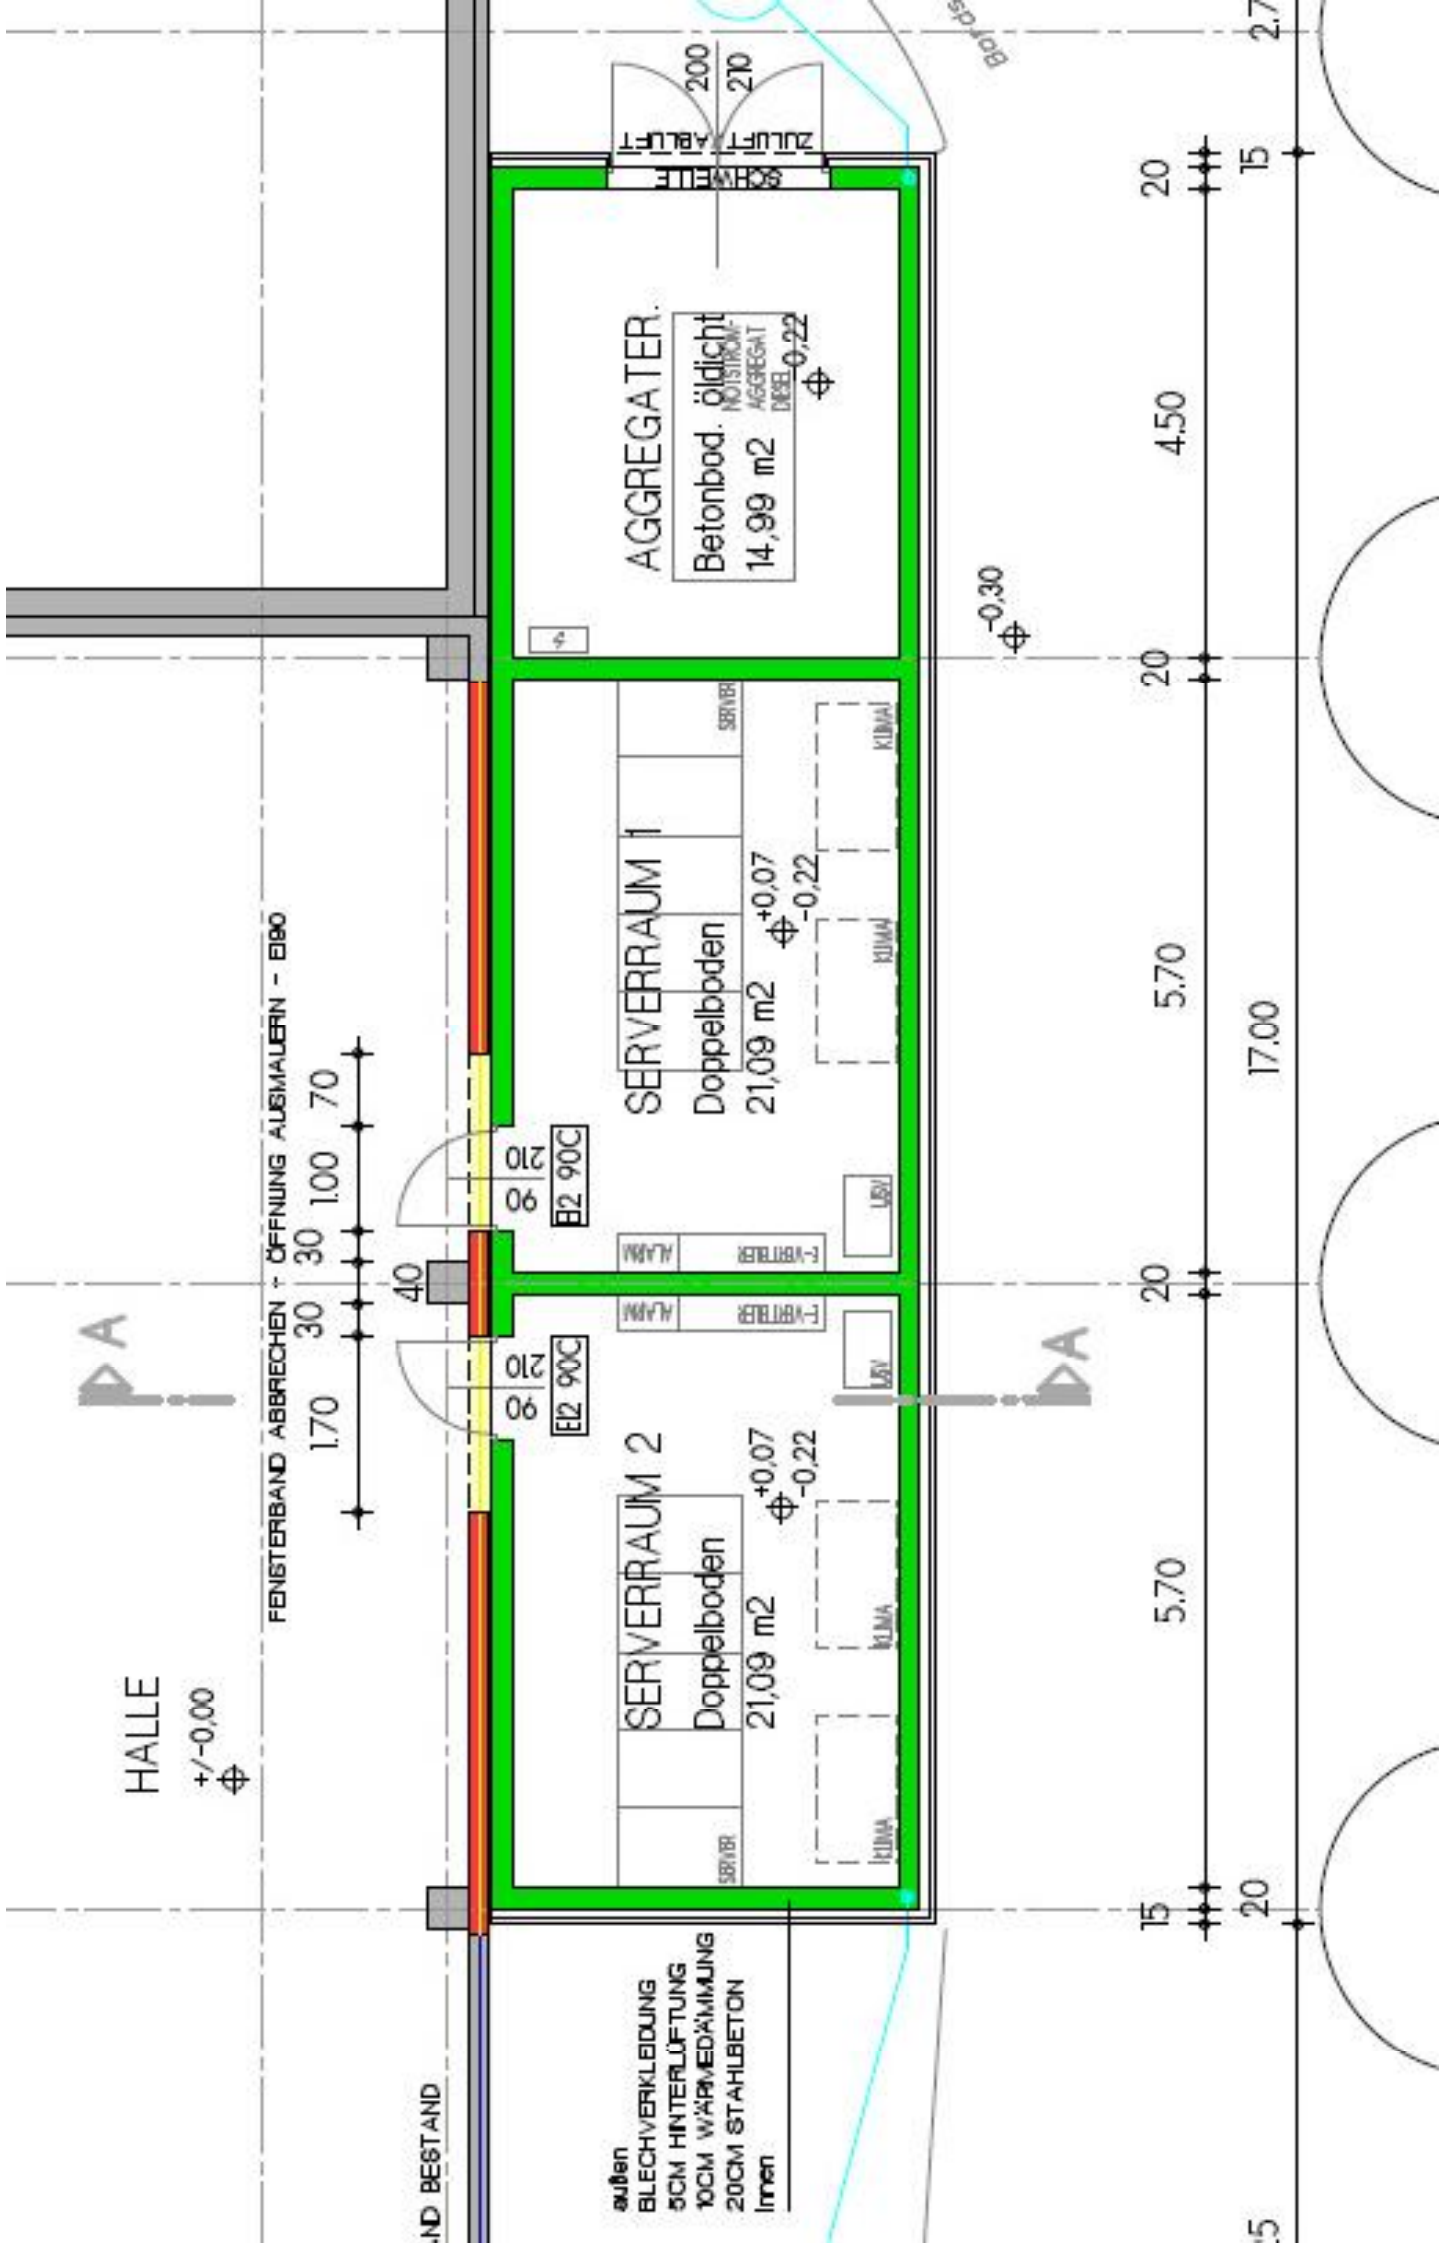 HALLE
+/-0,00
FENSTERBAND ABBRECHEN - ÖFFNUNG AUSMAUERN - EI90
1.70
30
40
30
1.00
70
A
A
AND BESTAND
außen
BLECHVERKLEIDUNG
5CM HINTERLÜFTUNG
10CM WÄRMEDÄMMUNG
20CM STAHLBETON
innen
SERVERRAUM 2
Doppelboden
21,09 m2
+0,07
-0,22
SERVER
KLIMA
KLIMA
USV
ALARM
E-VERTEILER
90
210
EI2 90C
SERVERRAUM 1
Doppelboden
21,09 m2
+0,07
-0,22
SERVER
KLIMA
KLIMA
USV
ALARM
E-VERTEILER
90
210
EI2 90C
AGGREGATER.
Betonbod. öldicht
14,99 m2
NOTSTROM-
AGGREGAT
DIESEL
-0,22
SCHWELLE
ZULUFT / ABLUFT
200
210
-0,30
15
20
5.70
20
5.70
20
4.50
20
15
17.00
2.7
Bords